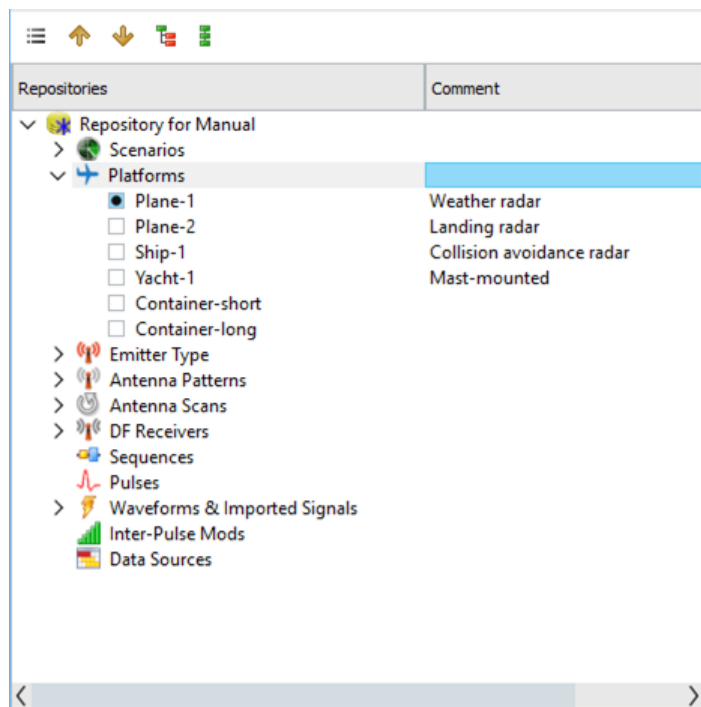 Repositories Comment
Repository for Manual
Scenarios
Platforms
Plane-1 Weather radar
Plane-2 Landing radar
Ship-1 Collision avoidance radar
Yacht-1 Mast-mounted
Container-short
Container-long
Emitter Type
Antenna Patterns
Antenna Scans
DF Receivers
Sequences
Pulses
Waveforms & Imported Signals
Inter-Pulse Mods
Data Sources